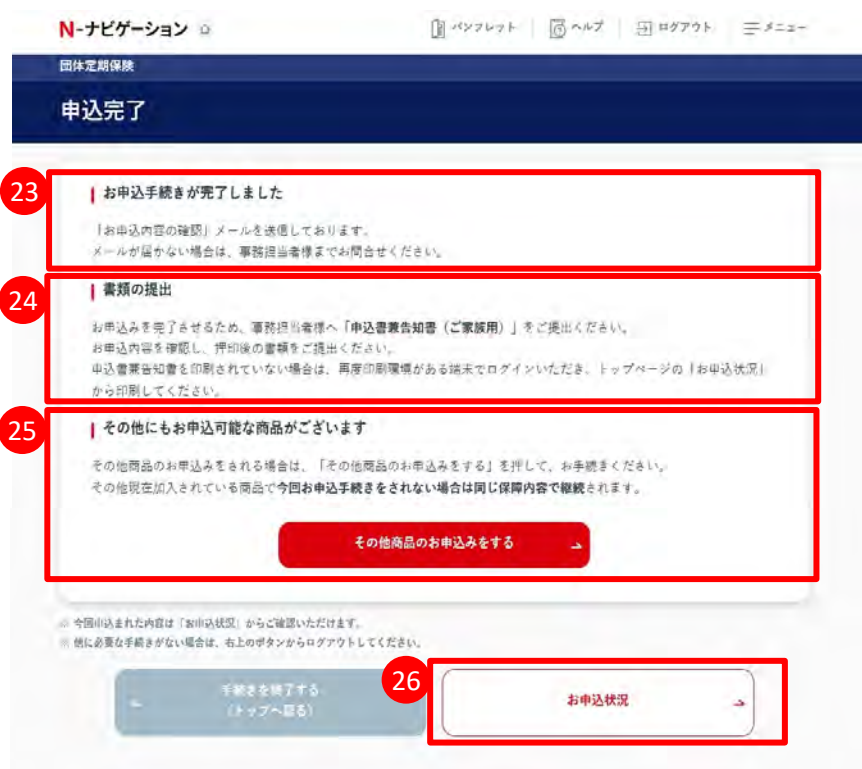 N-ナビゲーション
パンフレット ヘルプ ログアウト メニュー
団体定期保険
申込完了
23
お申込手続きが完了しました
「お申込内容の確認」メールを送信しております。
メールが届かない場合は、事務担当者様までお問合せください。
24
書類の提出
お申込みを完了させるため、事務担当者様へ「申込書兼告知書（ご家族用）」をご提出ください。
お申込内容を確認し、押印後の書類をご提出ください。
申込書兼告知書を印刷されていない場合は、再度印刷環境がある端末でログインいただき、トップページの「お申込状況」
から印刷してください。
25
その他にもお申込可能な商品がございます
その他商品のお申込みをされる場合は、「その他商品のお申込みをする」を押して、お手続きください。
その他現在加入されている商品で今回お申込手続きをされない場合は同じ保障内容で継続されます。
その他商品のお申込みをする
※ 今回申込まれた内容は「お申込状況」からご確認いただけます。
※ 他に必要な手続きがない場合は、右上のボタンからログアウトしてください。
手続きを終了する
（トップへ戻る）
26
お申込状況